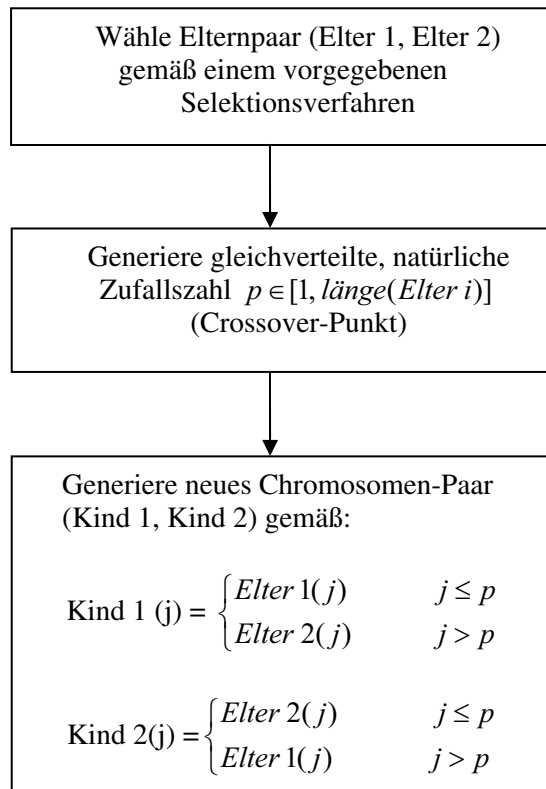 Wähle Elternpaar (Elter 1, Elter 2)
gemäß einem vorgegebenen
Selektionsverfahren
Generiere gleichverteilte, natürliche
Zufallszahl p ∈ [1, länge(Elter i)]
(Crossover-Punkt)
Generiere neues Chromosomen-Paar
(Kind 1, Kind 2) gemäß:
Kind 1 (j) = { Elter 1(j) j ≤ p
Elter 2(j) j > p
Kind 2(j) = { Elter 2(j) j ≤ p
Elter 1(j) j > p